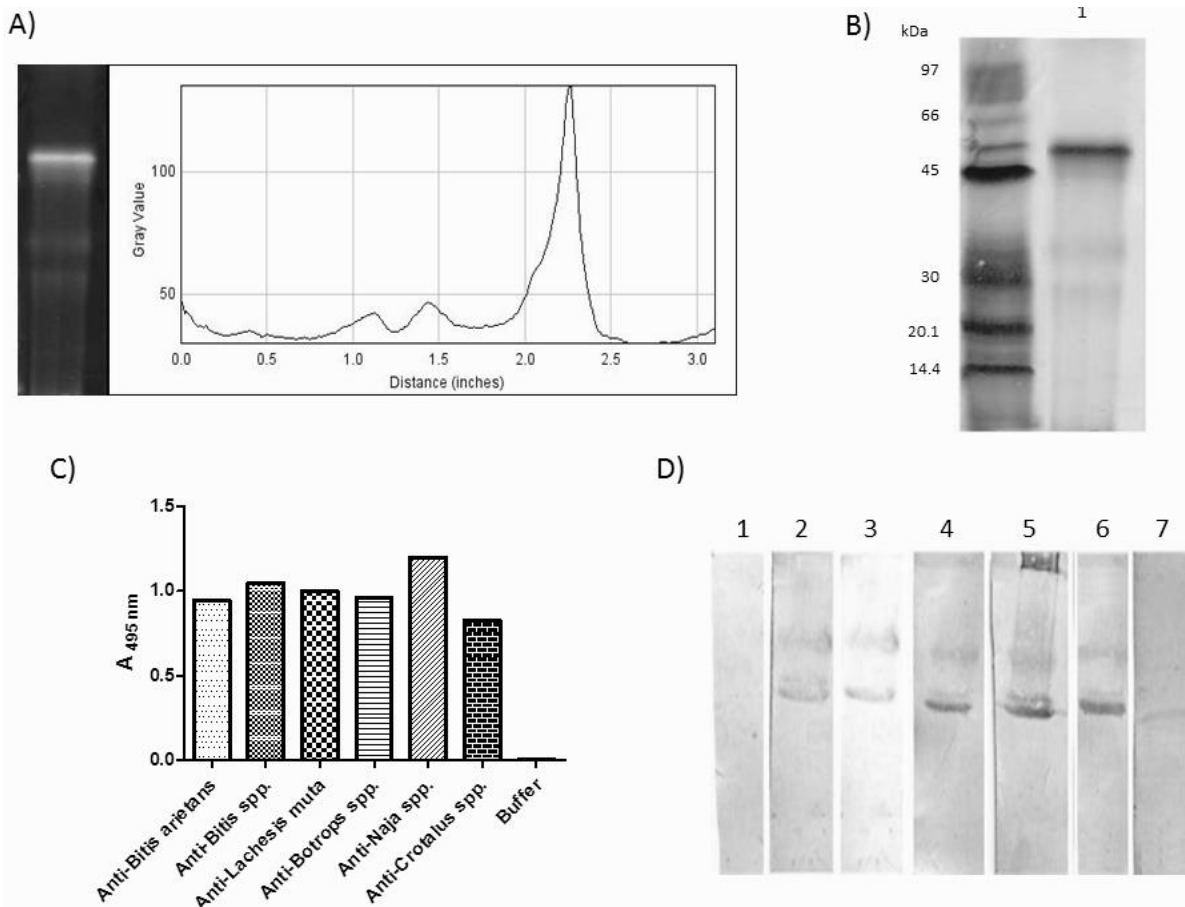 A)
Gray Value
100
50
0.0 0.5 1.0 1.5 2.0 2.5 3.0
Distance (inches)
B)
kDa
1
97
66
45
30
20.1
14.4
C)
A 495 nm
1.5
1.0
0.5
0.0
Anti-Bitis arietans
Anti-Bitis spp.
Anti-Lachesis muta
Anti-Botrops spp.
Anti-Naja spp.
Anti-Crotalus spp.
Buffer
D)
1 2 3 4 5 6 7